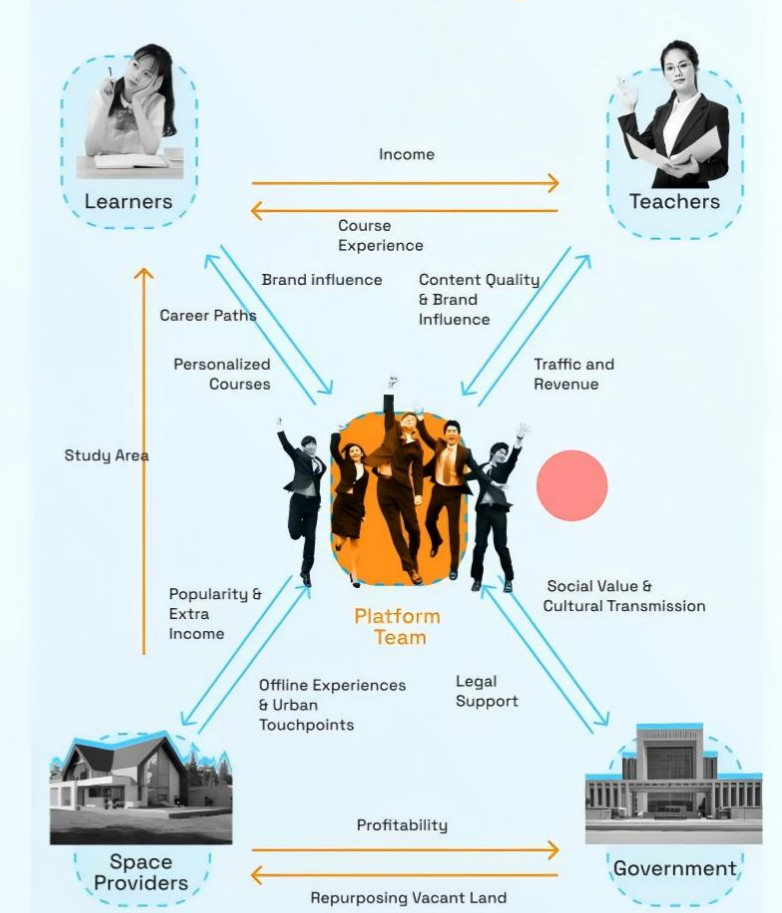 Learners
Teachers
Income
Course
Experience
Brand influence
Content Quality
& Brand
Influence
Career Paths
Personalized
Courses
Traffic and
Revenue
Study Area
Popularity &
Extra
Income
Platform
Team
Social Value &
Cultural Transmission
Offline Experiences
& Urban
Touchpoints
Legal
Support
Profitability
Space
Providers
Government
Repurposing Vacant Land